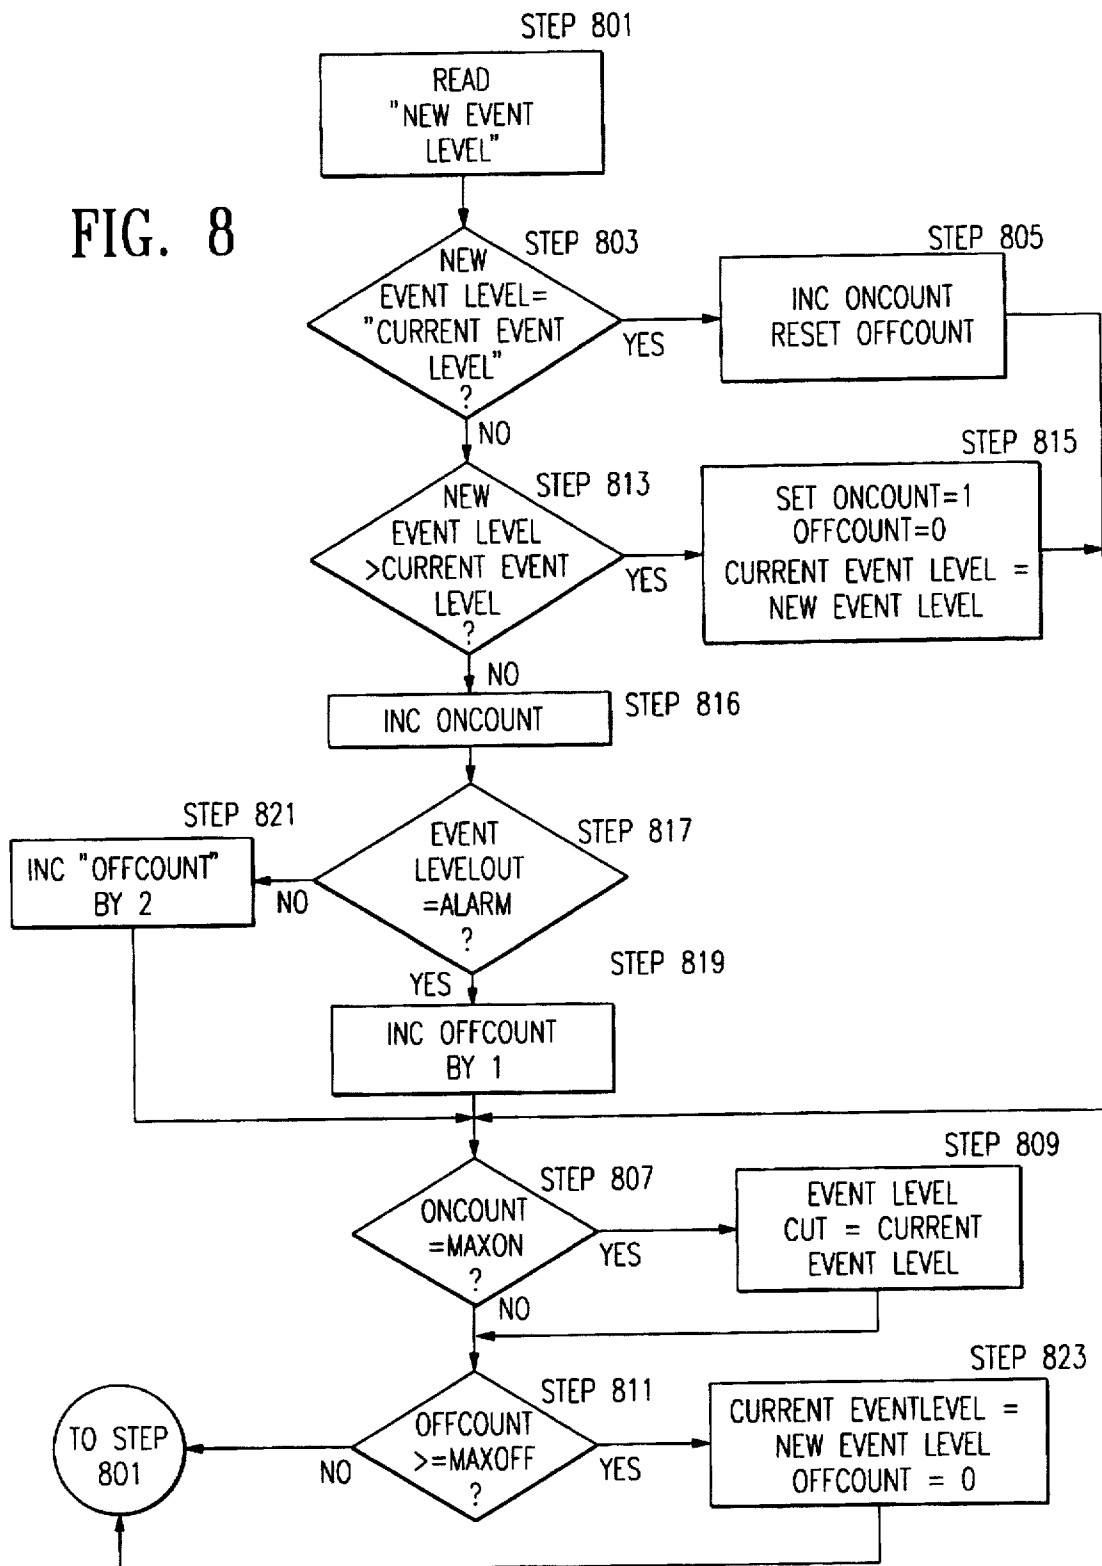 STEP 801
READ
"NEW EVENT
LEVEL"
FIG. 8
STEP 803
NEW
EVENT LEVEL=
"CURRENT EVENT
LEVEL"
?
YES
NO
STEP 805
INC ONCOUNT
RESET OFFCOUNT
STEP 813
NEW
EVENT LEVEL
>CURRENT EVENT
LEVEL
?
YES
NO
STEP 815
SET ONCOUNT=1
OFFCOUNT=0
CURRENT EVENT LEVEL =
NEW EVENT LEVEL
INC ONCOUNT
STEP 816
STEP 817
EVENT
LEVELOUT
=ALARM
?
NO
YES
STEP 821
INC "OFFCOUNT"
BY 2
STEP 819
INC OFFCOUNT
BY 1
STEP 807
ONCOUNT
=MAXON
?
YES
NO
STEP 809
EVENT LEVEL
CUT = CURRENT
EVENT LEVEL
STEP 811
OFFCOUNT
>=MAXOFF
?
NO
YES
STEP 823
CURRENT EVENTLEVEL =
NEW EVENT LEVEL
OFFCOUNT = 0
TO STEP
801